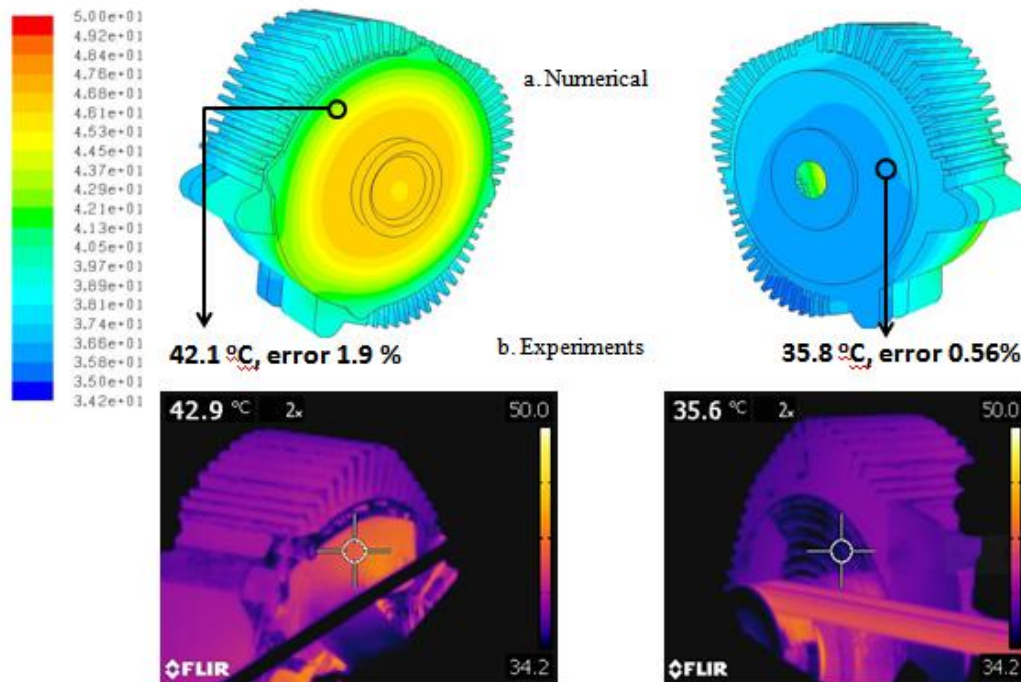 5.00e+01
4.92e+01
4.84e+01
4.76e+01
4.68e+01
4.61e+01
4.53e+01
4.45e+01
4.37e+01
4.29e+01
4.21e+01
4.13e+01
4.05e+01
3.97e+01
3.89e+01
3.81e+01
3.74e+01
3.66e+01
3.58e+01
3.50e+01
3.42e+01
a. Numerical
42.1 ºC, error 1.9 %
b. Experiments
35.8 ºC, error 0.56%
42.9 °C 2x 50.0
FLIR 34.2
35.6 °C 2x 50.0
FLIR 34.2